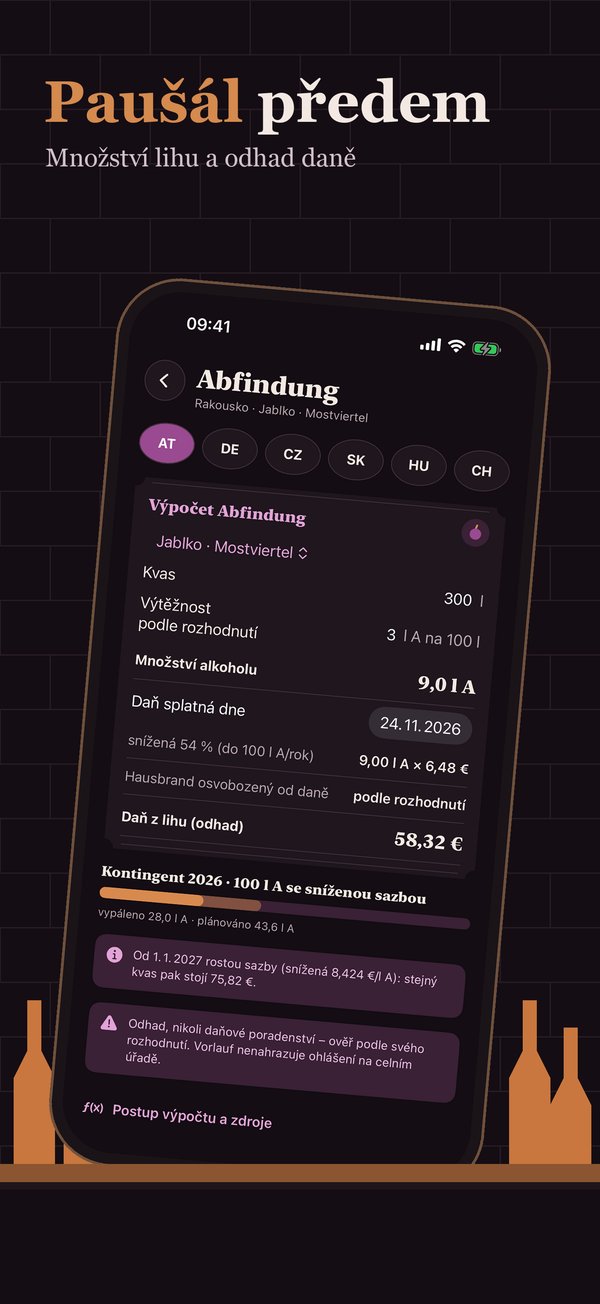 Paušál předem
Množství lihu a odhad daně
09:41
Abfindung
Rakousko · Jablko · Mostviertel
AT DE CZ SK HU CH
Výpočet Abfindung
Jablko · Mostviertel
Kvas 300 l
Výtěžnost
podle rozhodnutí 3 l A na 100 l
Množství alkoholu 9,0 l A
Daň splatná dne 24.11.2026
snížená 54 % (do 100 l A/rok) 9,00 l A × 6,48 €
Hausbrand osvobozený od daně podle rozhodnutí
Daň z lihu (odhad) 58,32 €
Kontingent 2026 · 100 l A se sníženou sazbou
vypáleno 28,0 l A · plánováno 43,6 l A
Od 1. 1. 2027 rostou sazby (snížená 8,424 €/l A): stejný
kvas pak stojí 75,82 €.
Odhad, nikoli daňové poradenství – ověř podle svého
rozhodnutí. Vorlauf nenahrazuje ohlášení na celním
úřadě.
f(x) Postup výpočtu a zdroje